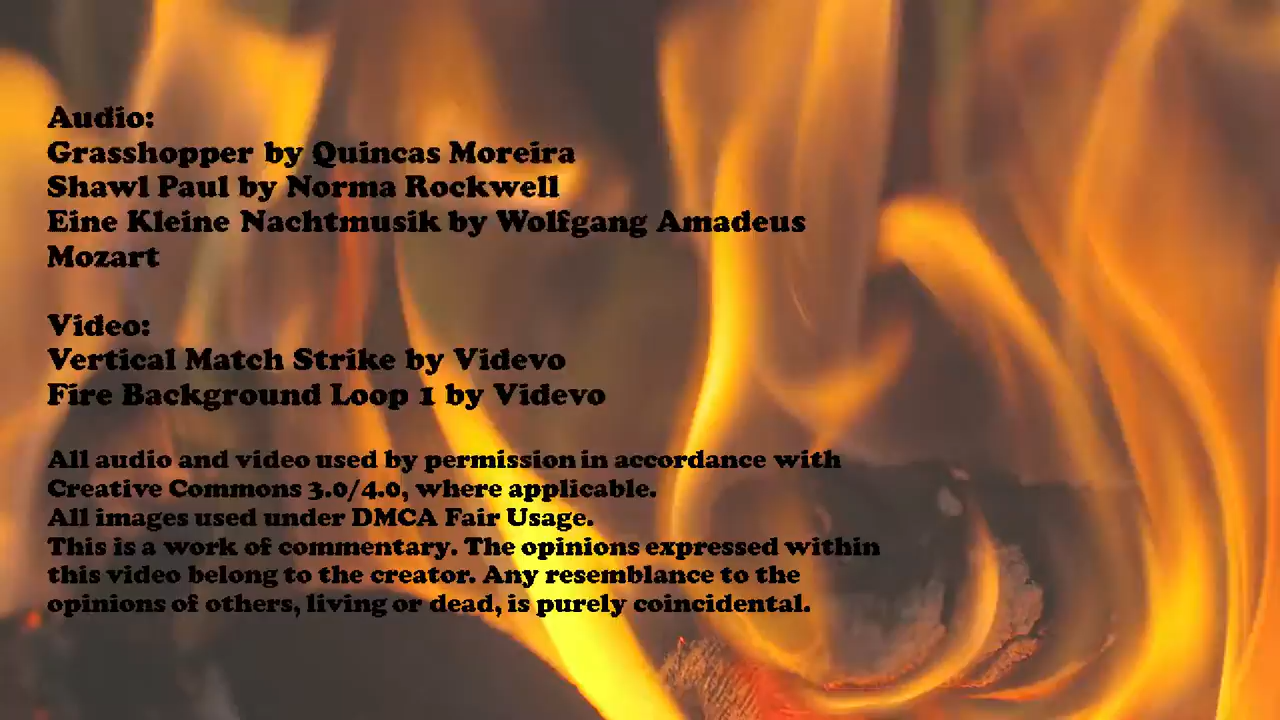 Audio:
Grasshopper by Quincas Moreira
Shawl Paul by Norma Rockwell
Eine Kleine Nachtmusik by Wolfgang Amadeus
Mozart
Video:
Vertical Match Strike by Videvo
Fire Background Loop 1 by Videvo
All audio and video used by permission in accordance with
Creative Commons 3.0/4.0, where applicable.
All images used under DMCA Fair Usage.
This is a work of commentary. The opinions expressed within
this video belong to the creator. Any resemblance to the
opinions of others, living or dead, is purely coincidental.